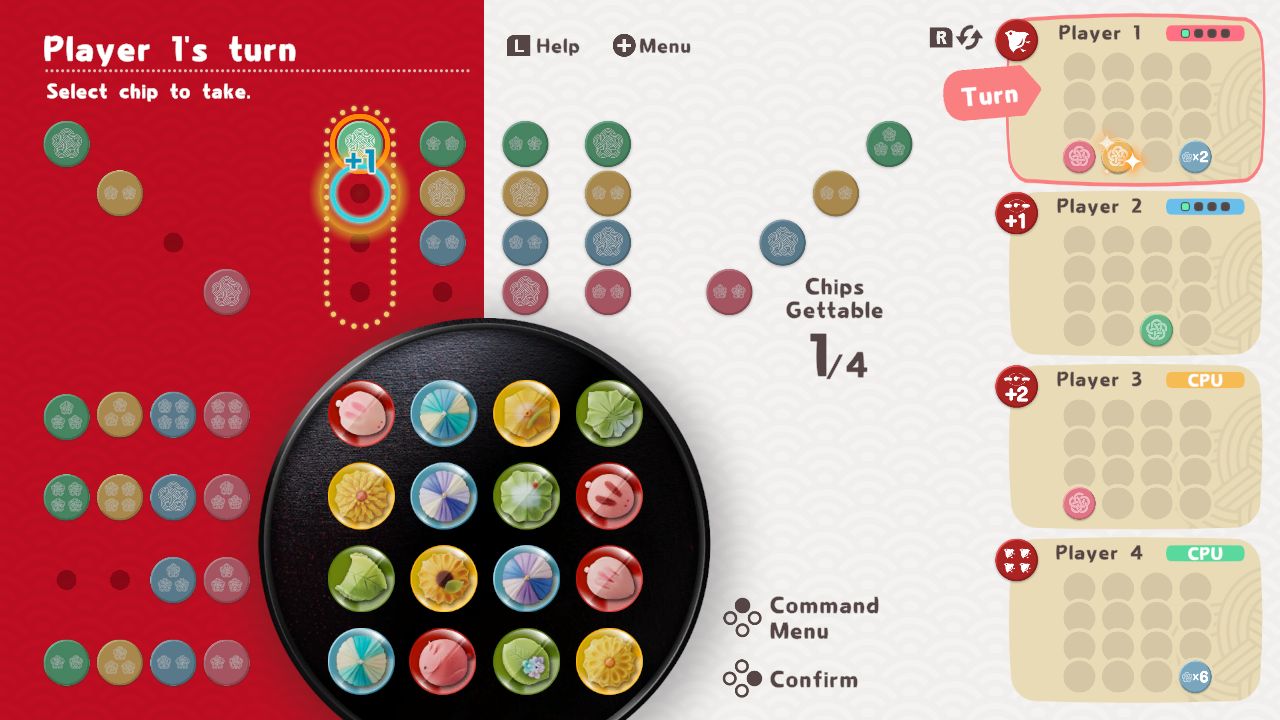 Player 1's turn
Select chip to take.
L Help
Menu
R
+1
Turn
Player 1
×2
+1
Player 2
Chips
Gettable
1/4
+2
Player 3
CPU
Player 4
CPU
×6
Command
Menu
Confirm